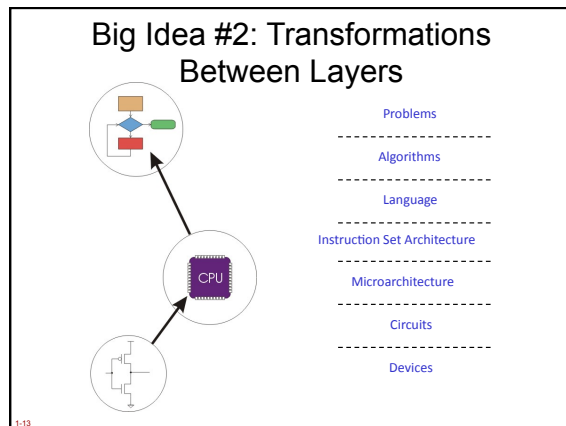 Big Idea #2: Transformations
Between Layers
CPU
Problems
Algorithms
Language
Instruction Set Architecture
Microarchitecture
Circuits
Devices
1-13